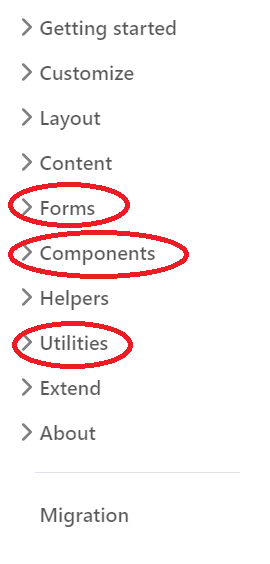 Getting started
Customize
Layout
Content
Forms
Components
Helpers
Utilities
Extend
About
Migration